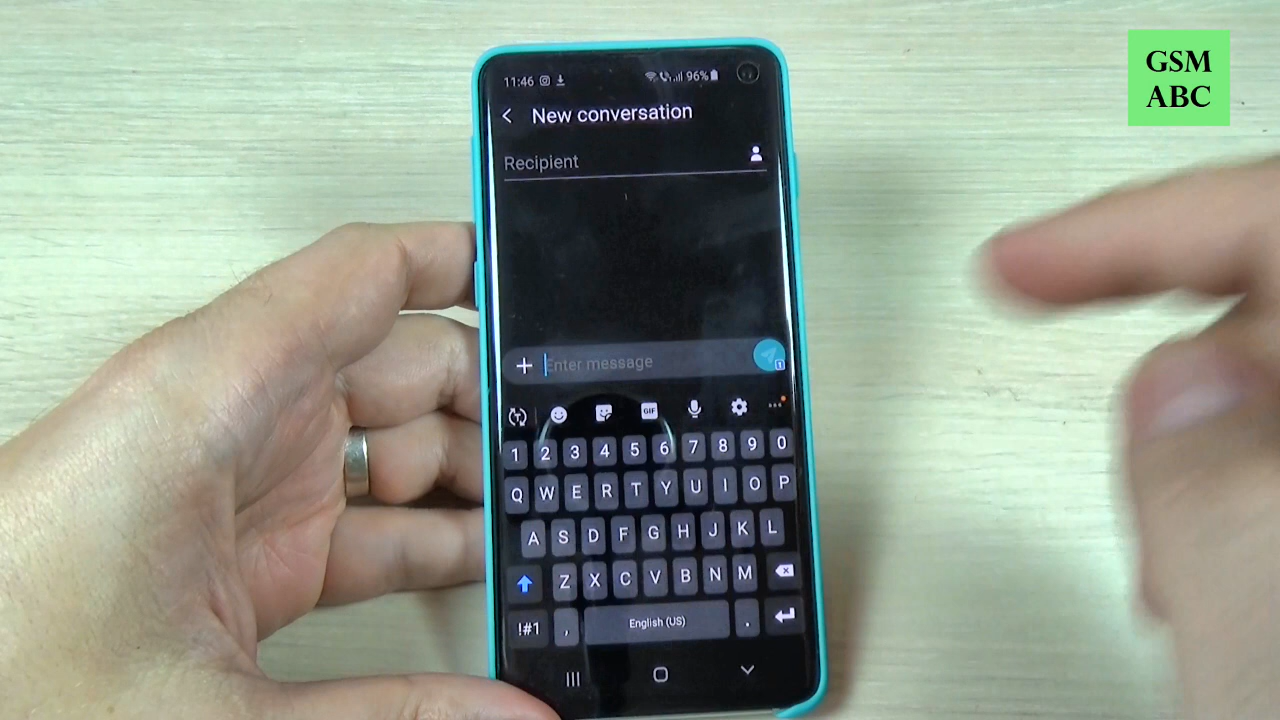 GSM
ABC
11:46 96%
New conversation
Recipient
Enter message
1
GIF
1 2 3 4 5 6 7 8 9 0
Q W E R T Y U I O P
A S D F G H J K L
Z X C V B N M
!#1 , English (US) .